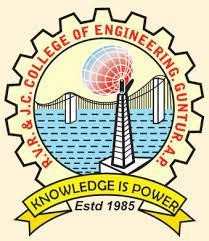 R.V.R.& J.C.COLLEGE OF ENGINEERING.GUNTUR.A.P.
KNOWLEDGE IS POWER
Estd 1985